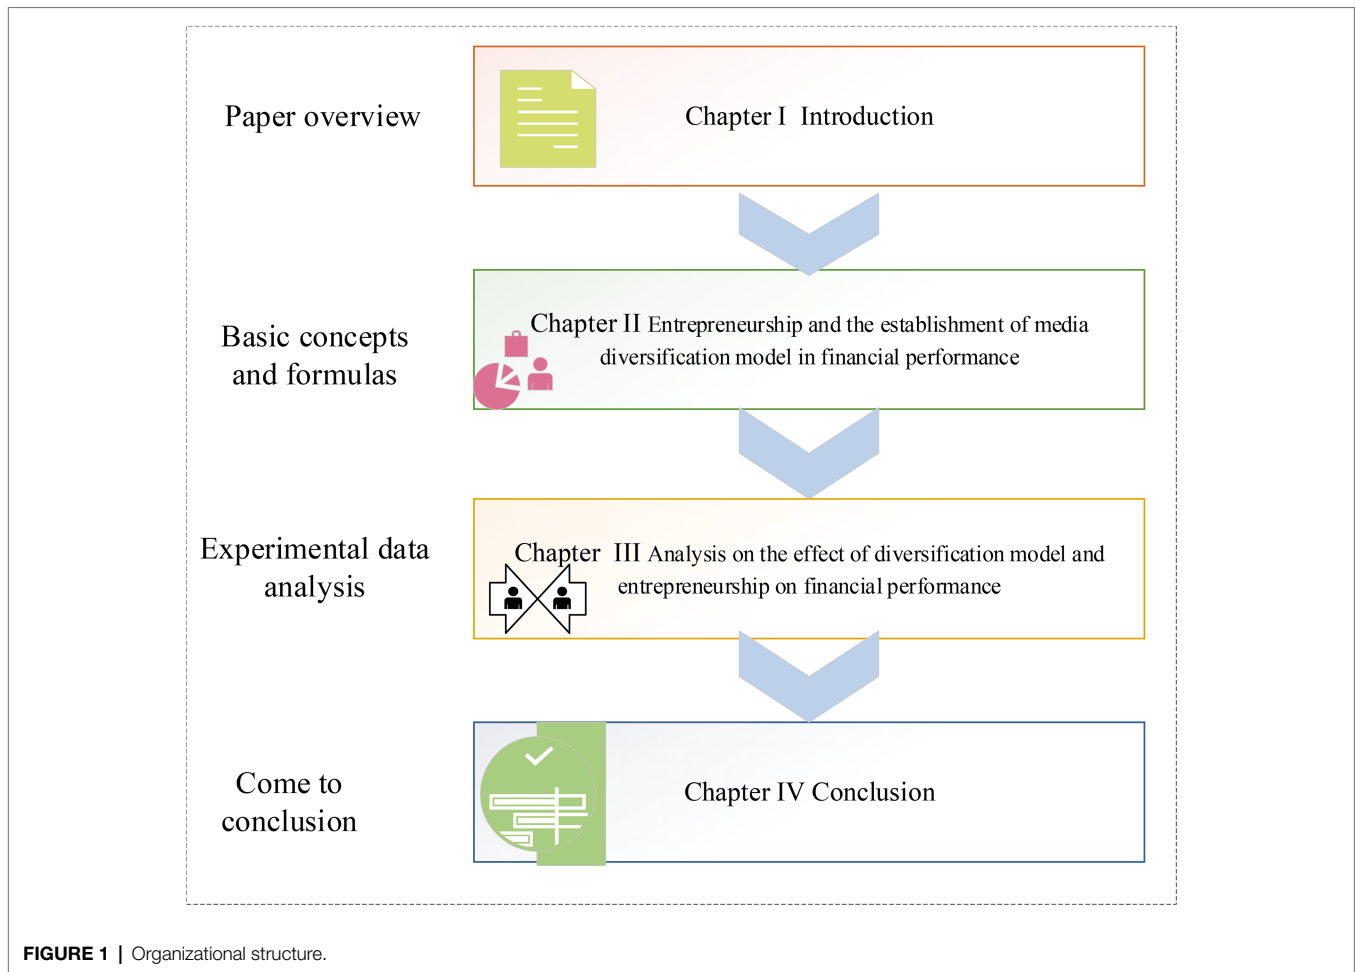 Paper overview
Chapter I Introduction
Basic concepts
and formulas
Chapter II Entrepreneurship and the establishment of media
diversification model in financial performance
Experimental data
analysis
Chapter III Analysis on the effect of diversification model and
entrepreneurship on financial performance
Come to
conclusion
Chapter IV Conclusion
FIGURE 1 | Organizational structure.